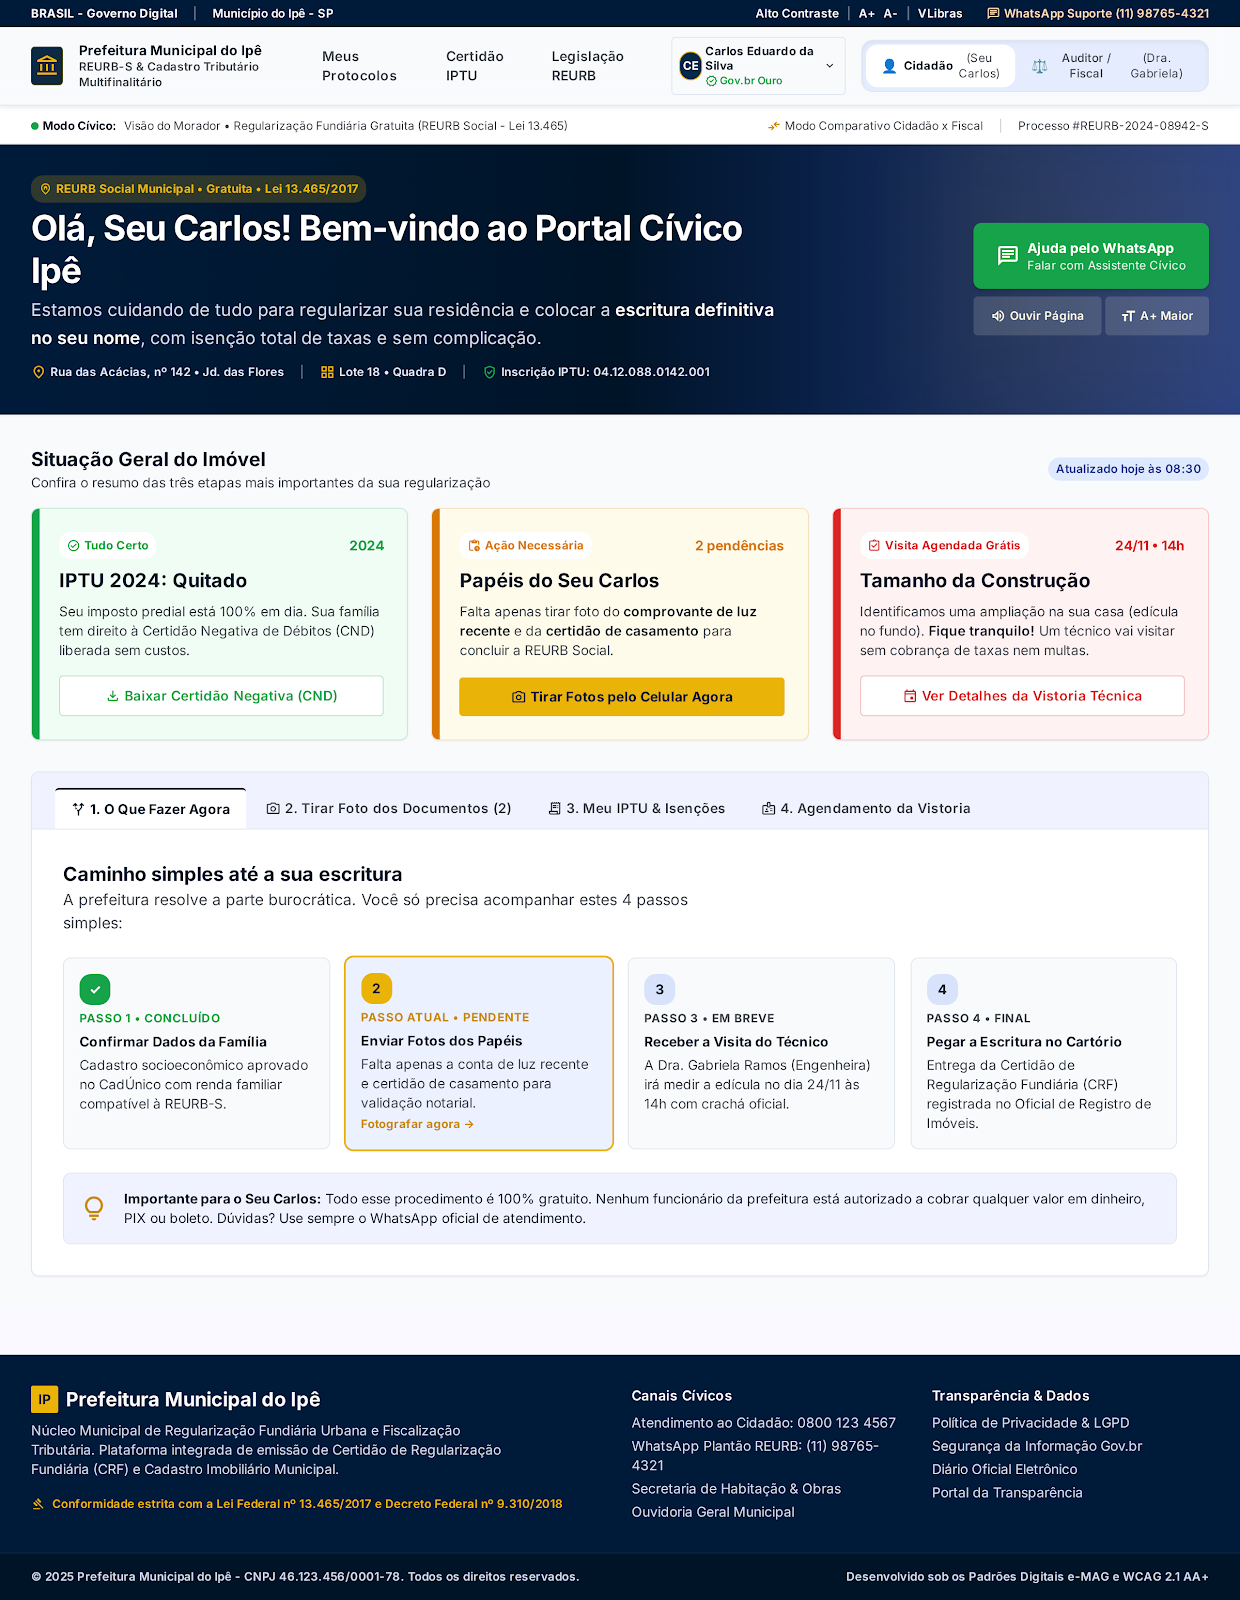 BRASIL - Governo Digital | Município do Ipê - SP
Alto Contraste | A+ A- | VLibras WhatsApp Suporte (11) 98765-4321
Prefeitura Municipal do Ipê
REURB-S & Cadastro Tributário
Multifinalitário
Meus
Protocolos
Certidão
IPTU
Legislação
REURB
CE
Carlos Eduardo da
Silva
Gov.br Ouro
Cidadão
(Seu
Carlos)
Auditor /
Fiscal
(Dra.
Gabriela)
Modo Cívico: Visão do Morador • Regularização Fundiária Gratuita (REURB Social - Lei 13.465)
Modo Comparativo Cidadão x Fiscal | Processo #REURB-2024-08942-S
REURB Social Municipal • Gratuita • Lei 13.465/2017
Olá, Seu Carlos! Bem-vindo ao Portal Cívico
Ipê
Estamos cuidando de tudo para regularizar sua residência e colocar a escritura definitiva
no seu nome, com isenção total de taxas e sem complicação.
Rua das Acácias, nº 142 • Jd. das Flores | Lote 18 • Quadra D | Inscrição IPTU: 04.12.088.0142.001
Ajuda pelo WhatsApp
Falar com Assistente Cívico
Ouvir Página
A+ Maior
Situação Geral do Imóvel
Confira o resumo das três etapas mais importantes da sua regularização
Atualizado hoje às 08:30
Tudo Certo
2024
IPTU 2024: Quitado
Seu imposto predial está 100% em dia. Sua família
tem direito à Certidão Negativa de Débitos (CND)
liberada sem custos.
Baixar Certidão Negativa (CND)
Ação Necessária
2 pendências
Papéis do Seu Carlos
Falta apenas tirar foto do comprovante de luz
recente e da certidão de casamento para
concluir a REURB Social.
Tirar Fotos pelo Celular Agora
Visita Agendada Grátis
24/11 • 14h
Tamanho da Construção
Identificamos uma ampliação na sua casa (edícula
no fundo). Fique tranquilo! Um técnico vai visitar
sem cobrança de taxas nem multas.
Ver Detalhes da Vistoria Técnica
1. O Que Fazer Agora
2. Tirar Foto dos Documentos (2)
3. Meu IPTU & Isenções
4. Agendamento da Vistoria
Caminho simples até a sua escritura
A prefeitura resolve a parte burocrática. Você só precisa acompanhar estes 4 passos
simples:
PASSO 1 • CONCLUÍDO
Confirmar Dados da Família
Cadastro socioeconômico aprovado
no CadÚnico com renda familiar
compatível à REURB-S.
2
PASSO ATUAL • PENDENTE
Enviar Fotos dos Papéis
Falta apenas a conta de luz recente
e certidão de casamento para
validação notarial.
Fotografar agora →
3
PASSO 3 • EM BREVE
Receber a Visita do Técnico
A Dra. Gabriela Ramos (Engenheira)
irá medir a edícula no dia 24/11 às
14h com crachá oficial.
4
PASSO 4 • FINAL
Pegar a Escritura no Cartório
Entrega da Certidão de
Regularização Fundiária (CRF)
registrada no Oficial de Registro de
Imóveis.
Importante para o Seu Carlos: Todo esse procedimento é 100% gratuito. Nenhum funcionário da prefeitura está autorizado a cobrar qualquer valor em dinheiro,
PIX ou boleto. Dúvidas? Use sempre o WhatsApp oficial de atendimento.
IP
Prefeitura Municipal do Ipê
Núcleo Municipal de Regularização Fundiária Urbana e Fiscalização
Tributária. Plataforma integrada de emissão de Certidão de Regularização
Fundiária (CRF) e Cadastro Imobiliário Municipal.
Conformidade estrita com a Lei Federal nº 13.465/2017 e Decreto Federal nº 9.310/2018
Canais Cívicos
Atendimento ao Cidadão: 0800 123 4567
WhatsApp Plantão REURB: (11) 98765-
4321
Secretaria de Habitação & Obras
Ouvidoria Geral Municipal
Transparência & Dados
Política de Privacidade & LGPD
Segurança da Informação Gov.br
Diário Oficial Eletrônico
Portal da Transparência
© 2025 Prefeitura Municipal do Ipê - CNPJ 46.123.456/0001-78. Todos os direitos reservados.
Desenvolvido sob os Padrões Digitais e-MAG e WCAG 2.1 AA+